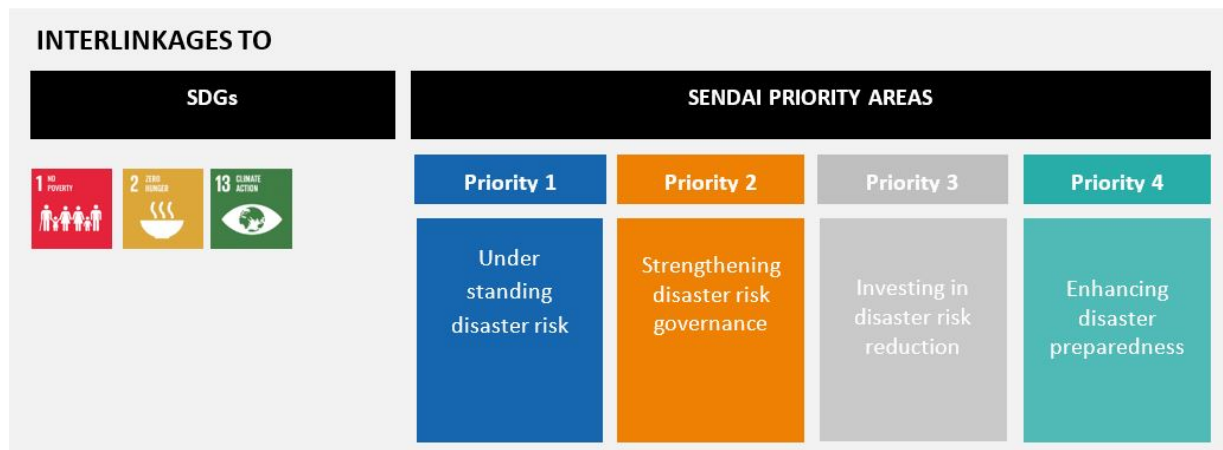 INTERLINKAGES TO
SDGs
SENDAI PRIORITY AREAS
1 NO
POVERTY
2 ZERO
HUNGER
13 CLIMATE
ACTION
Priority 1
Priority 2
Priority 3
Priority 4
Under
standing
disaster risk
Strengthening
disaster risk
governance
Investing in
disaster risk
reduction
Enhancing
disaster
preparedness